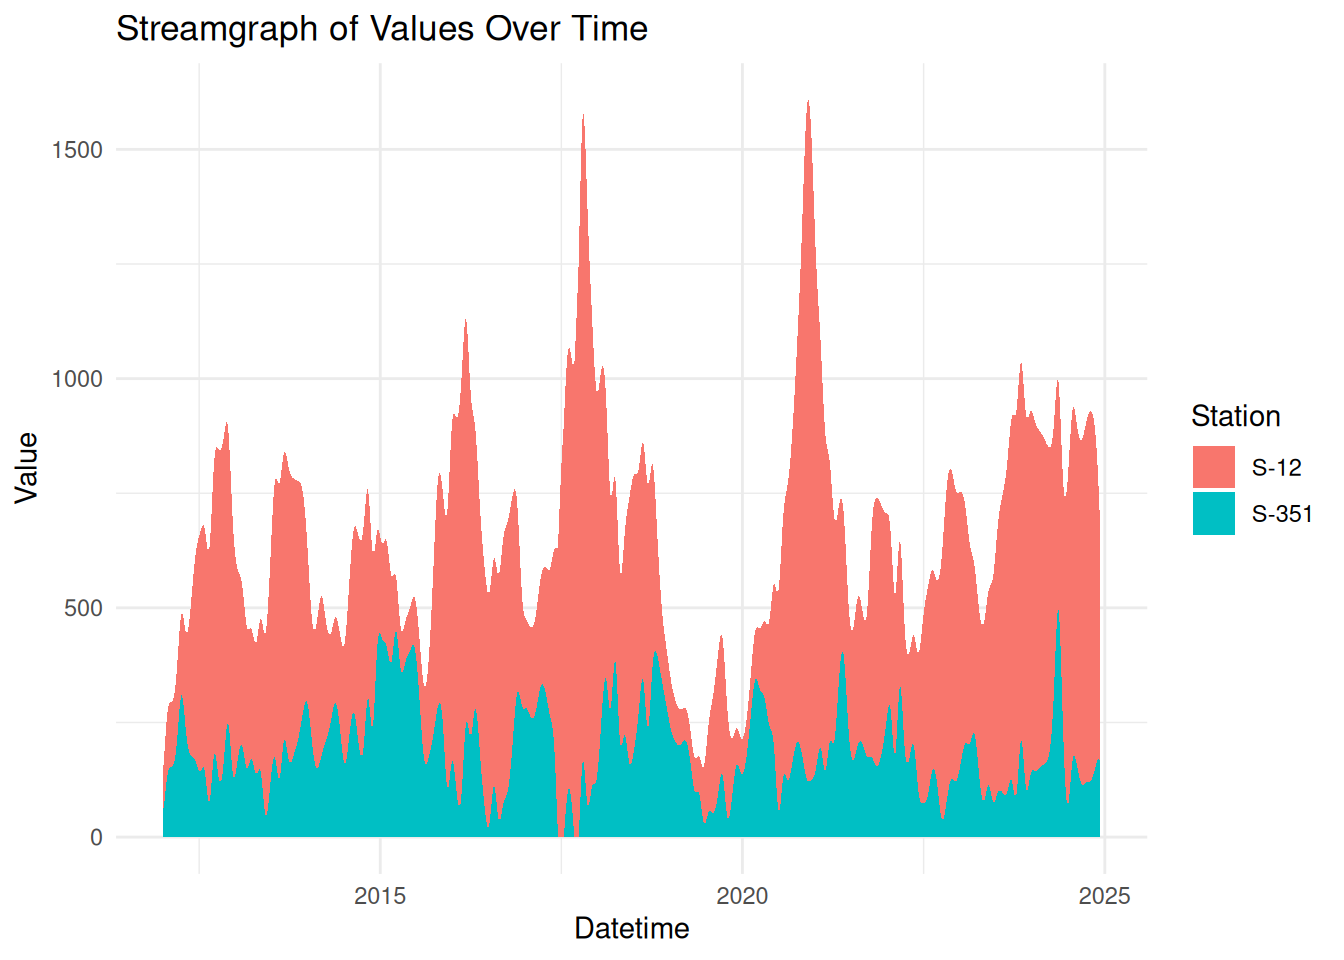 Streamgraph of Values Over Time
1500
1000
500
0
Value
2015
2020
2025
Datetime
Station
S-12
S-351